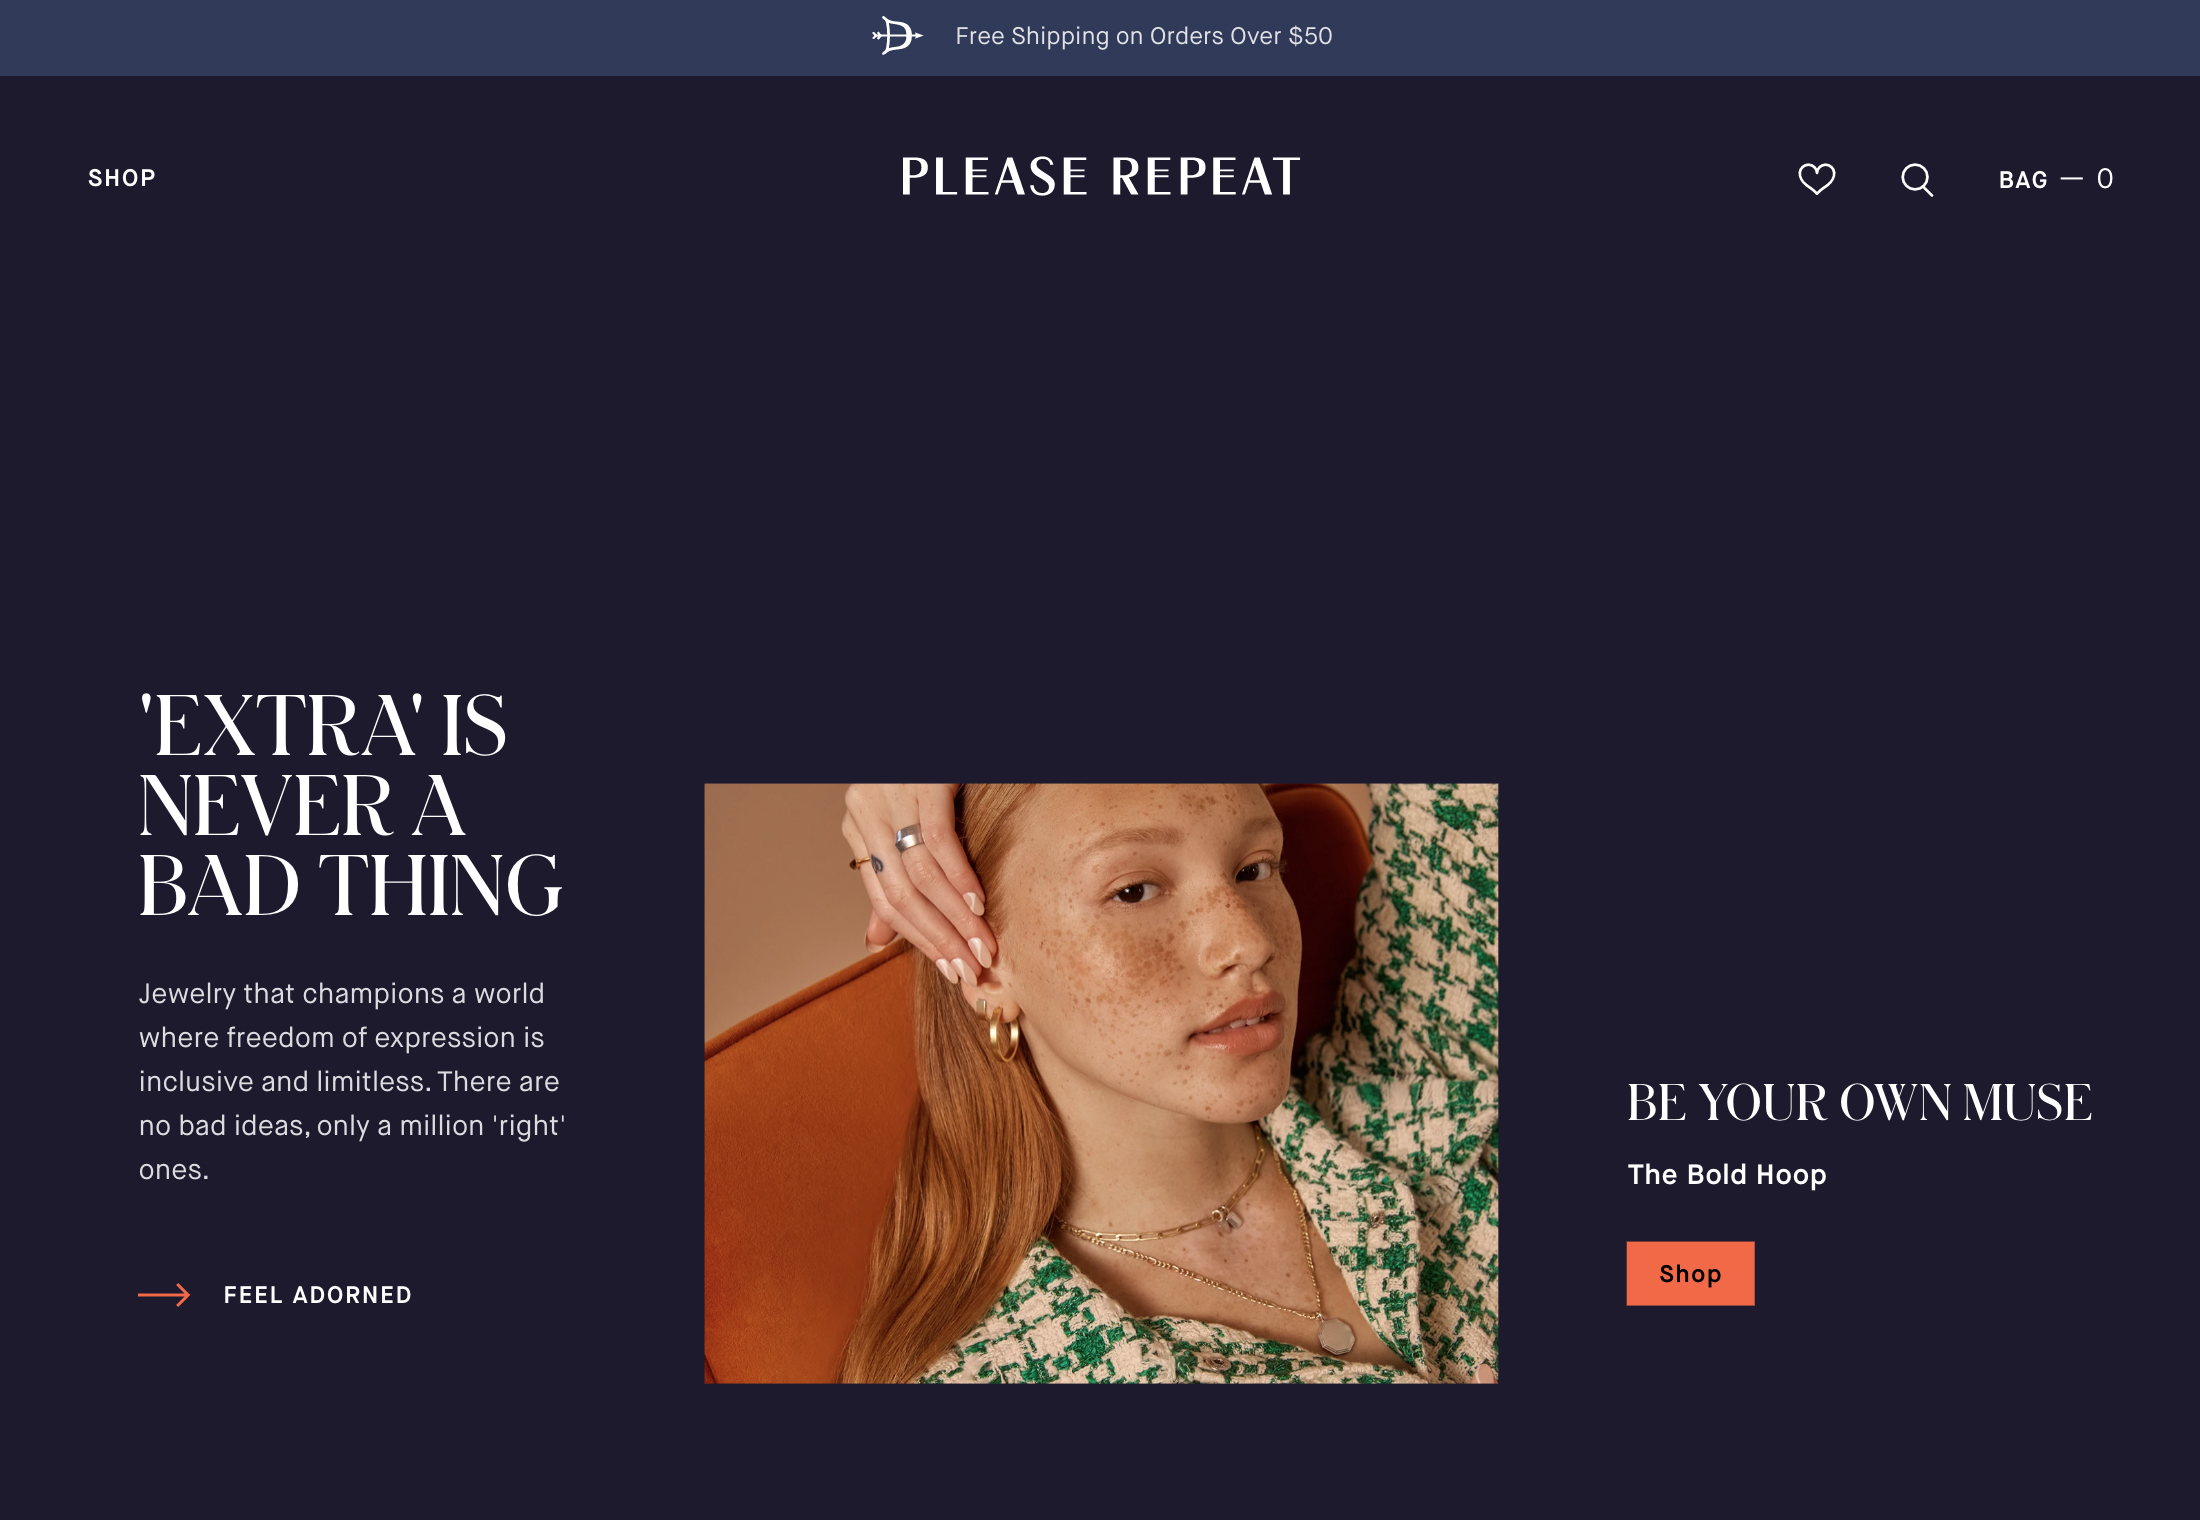 Free Shipping on Orders Over $50
SHOP
PLEASE REPEAT
BAG — 0
'EXTRA' IS
NEVER A
BAD THING
Jewelry that champions a world
where freedom of expression is
inclusive and limitless. There are
no bad ideas, only a million 'right'
ones.
FEEL ADORNED
BE YOUR OWN MUSE
The Bold Hoop
Shop